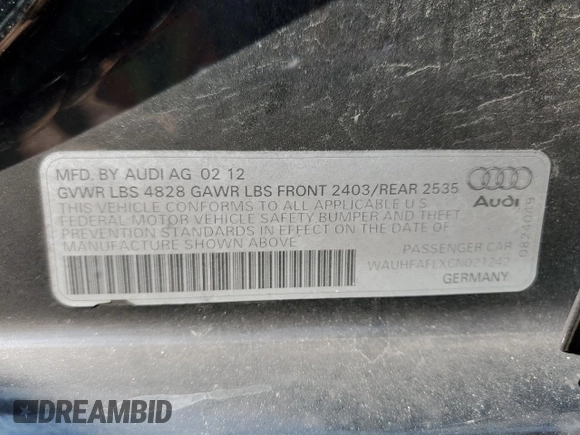 MFD. BY AUDI AG 02 12
GVWR LBS 4828 GAWR LBS FRONT 2403/REAR 2535
THIS VEHICLE CONFORMS TO ALL APPLICABLE U S
FEDERAL MOTOR VEHICLE SAFETY BUMPER AND THEFT
PREVENTION STANDARDS IN EFFECT ON THE DATE OF
MANUFACTURE SHOWN ABOVE
Audi
PASSENGER CAR
WAUHFAFLXCN021242
GERMANY
DREAMBID